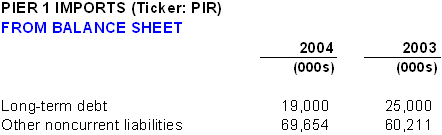 PIER 1 IMPORTS (Ticker: PIR)
FROM BALANCE SHEET
2004 2003
(000s) (000s)
Long-term debt 19,000 25,000
Other noncurrent liabilities 69,654 60,211